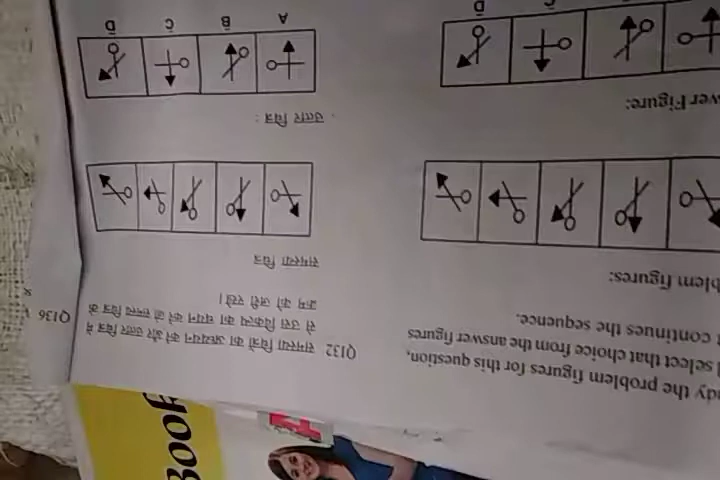 Book
dy the problem figures for this question,
select that choice from the answer figures
continues the sequence.
blem figures:
wer Figure:
C
D
Q132 समस्या चित्रों का अध्ययन करें और उत्तर चित्र में
से उस विकल्प का चयन करें जो समस्या चित्र के
क्रम को जारी रखे।
समस्या चित्र
उत्तर चित्र :
A
B
C
D
Q136